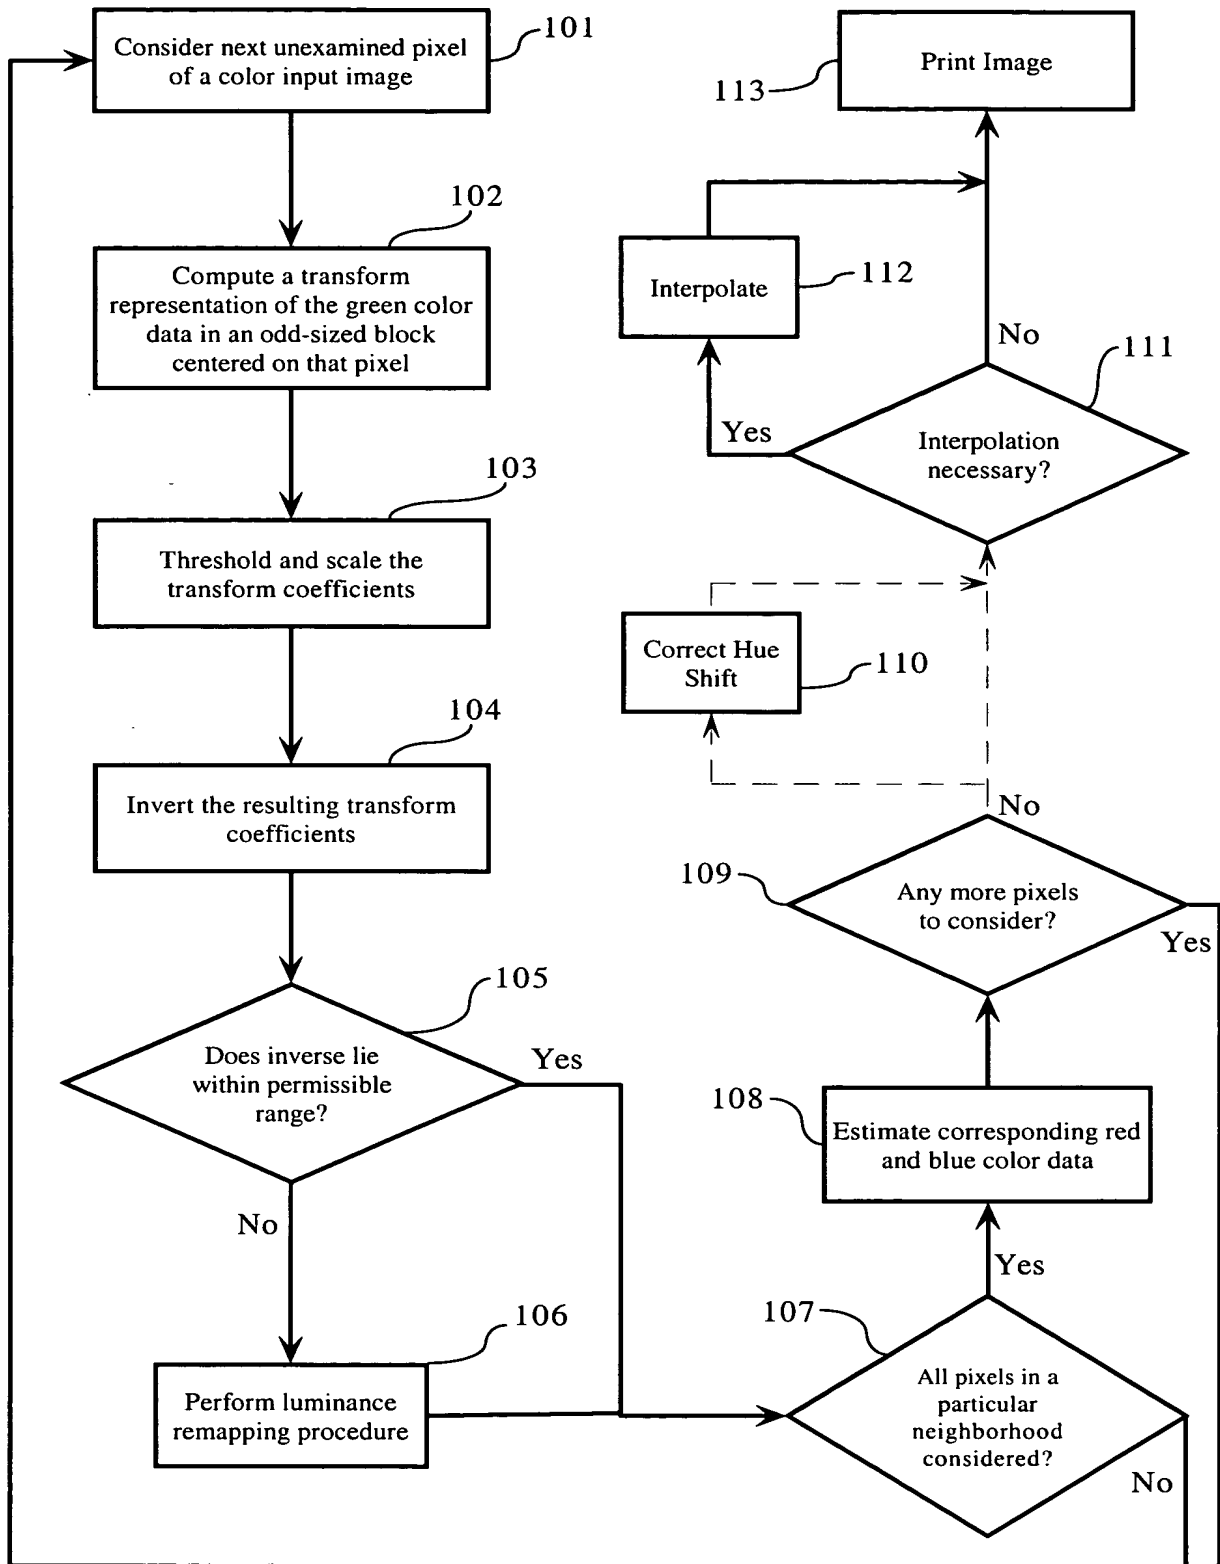 101
Consider next unexamined pixel
of a color input image
102
Compute a transform
representation of the green color
data in an odd-sized block
centered on that pixel
103
Threshold and scale the
transform coefficients
104
Invert the resulting transform
coefficients
105
Does inverse lie
within permissible
range?
Yes
No
106
Perform luminance
remapping procedure
107
All pixels in a
particular
neighborhood
considered?
No
Yes
108
Estimate corresponding red
and blue color data
109
Any more pixels
to consider?
Yes
No
110
Correct Hue
Shift
111
Interpolation
necessary?
Yes
No
112
Interpolate
113
Print Image